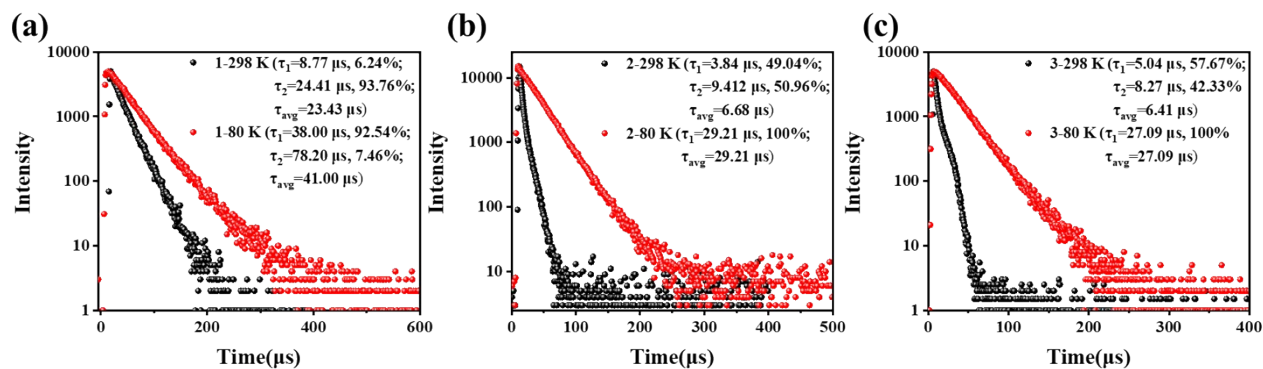 (a)
10000
1000
100
10
1
Intensity
0
200
400
600
Time(μs)
1-298 K (τ1=8.77 μs, 6.24%;
τ2=24.41 μs, 93.76%;
τavg=23.43 μs)
1-80 K (τ1=38.00 μs, 92.54%;
τ2=78.20 μs, 7.46%;
τavg=41.00 μs)
(b)
10000
1000
100
10
Intensity
0
100
200
300
400
500
Time(μs)
2-298 K (τ1=3.84 μs, 49.04%;
τ2=9.412 μs, 50.96%;
τavg=6.68 μs)
2-80 K (τ1=29.21 μs, 100%;
τavg=29.21 μs)
(c)
10000
1000
100
10
1
Intensity
0
100
200
300
400
Time(μs)
3-298 K (τ1=5.04 μs, 57.67%;
τ2=8.27 μs, 42.33%
τavg=6.41 μs)
3-80 K (τ1=27.09 μs, 100%
τavg=27.09 μs)